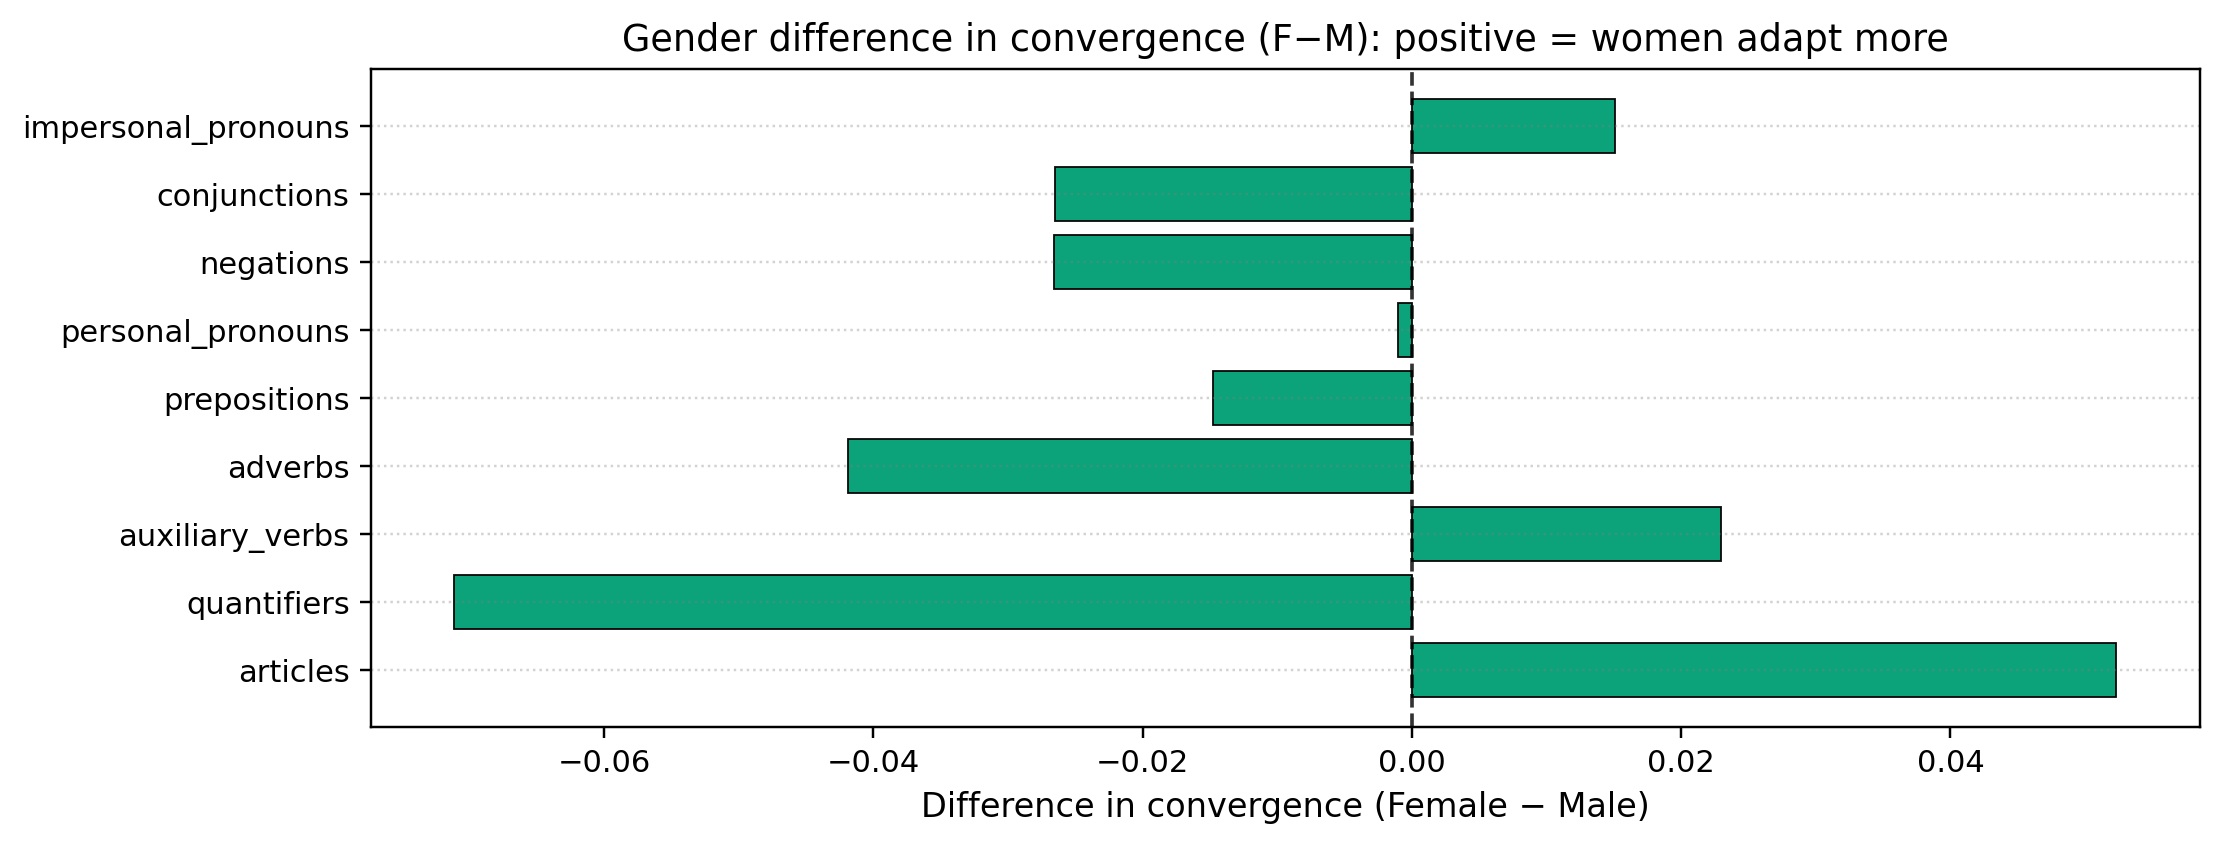 Gender difference in convergence (F−M): positive = women adapt more
impersonal_pronouns
conjunctions
negations
personal_pronouns
prepositions
adverbs
auxiliary_verbs
quantifiers
articles
−0.06 −0.04 −0.02 0.00 0.02 0.04
Difference in convergence (Female − Male)